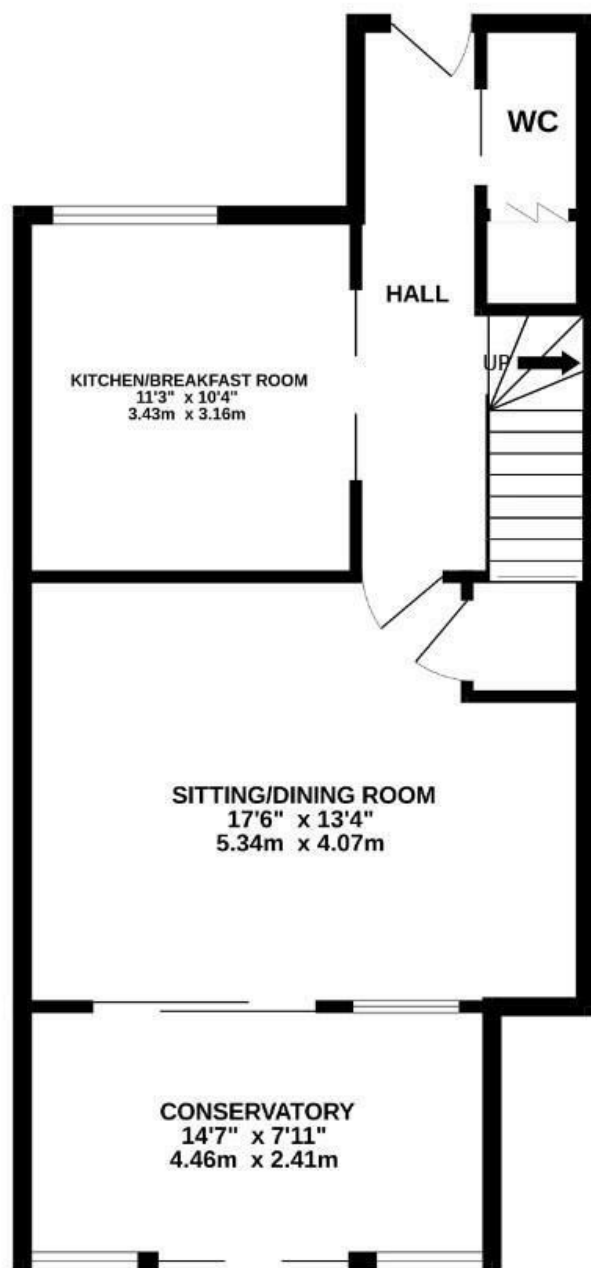 WC
HALL
UP
KITCHEN/BREAKFAST ROOM
11'3" x 10'4"
3.43m x 3.16m
SITTING/DINING ROOM
17'6" x 13'4"
5.34m x 4.07m
CONSERVATORY
14'7" x 7'11"
4.46m x 2.41m